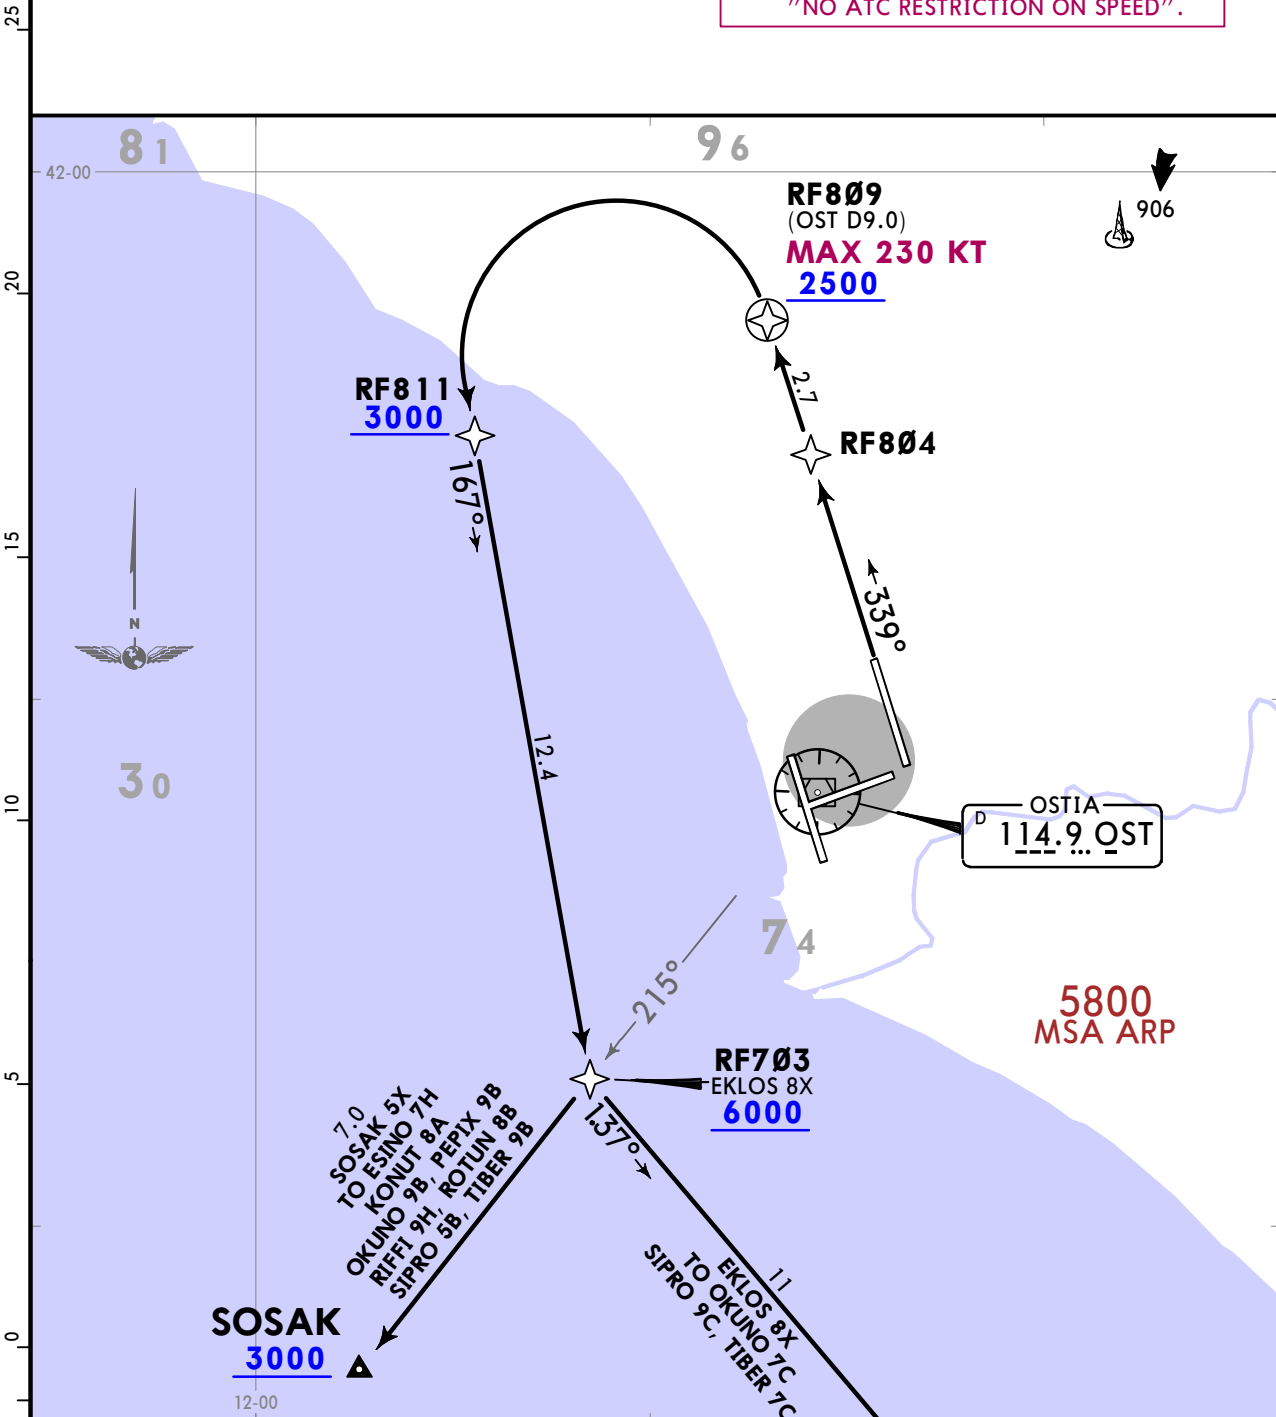 "NO ATC RESTRICTION ON SPEED".
25
81
96
42-00
RF8Ø9
(OST D9.0)
MAX 230 KT
2500
906
20
2.7
RF811
3000
RF8Ø4
167°
15
339°
N
12.4
30
10
OSTIA
D
114.9 OST
74
215°
5800
MSA ARP
5
RF7Ø3
EKLOS 8X
6000
137°
7.0
SOSAK 5X
TO ESINO 7H
KONUT 8A
OKUNO 9B, PEPIX 9B
RIFFI 9H, ROTUN 8B
SIPRO 5B, TIBER 9B
11
EKLOS 8X
TO OKUNO 7C
SIPRO 9C, TIBER 7C
0
SOSAK
3000
12-00